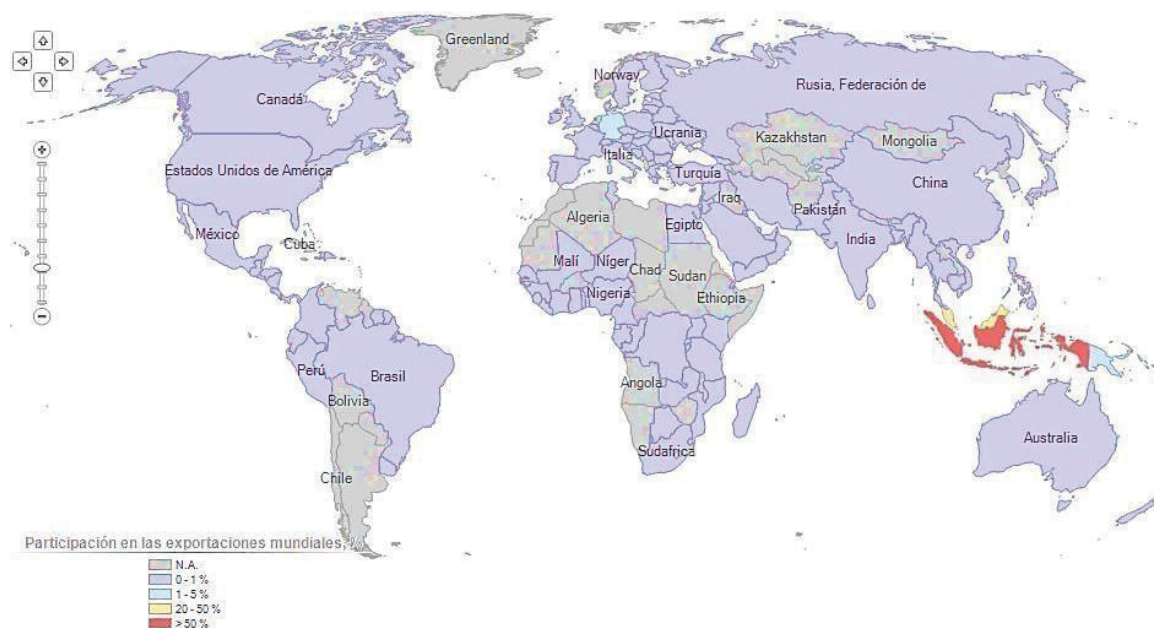 Greenland
Norway
Canadá
Rusia, Federación de
Ucrania
Kazakhstan
Mongolia
Italia
Turquía
Estados Unidos de América
China
Iraq
Pakistán
Algeria
Egipto
México
Cuba
India
Malí
Níger
Chad
Sudan
Nigeria
Ethiopia
Perú
Brasil
Angola
Bolivia
Sudafrica
Australia
Chile
Participación en las exportaciones mundiales, %
N.A.
0 - 1 %
1 - 5 %
20 - 50 %
>50 %